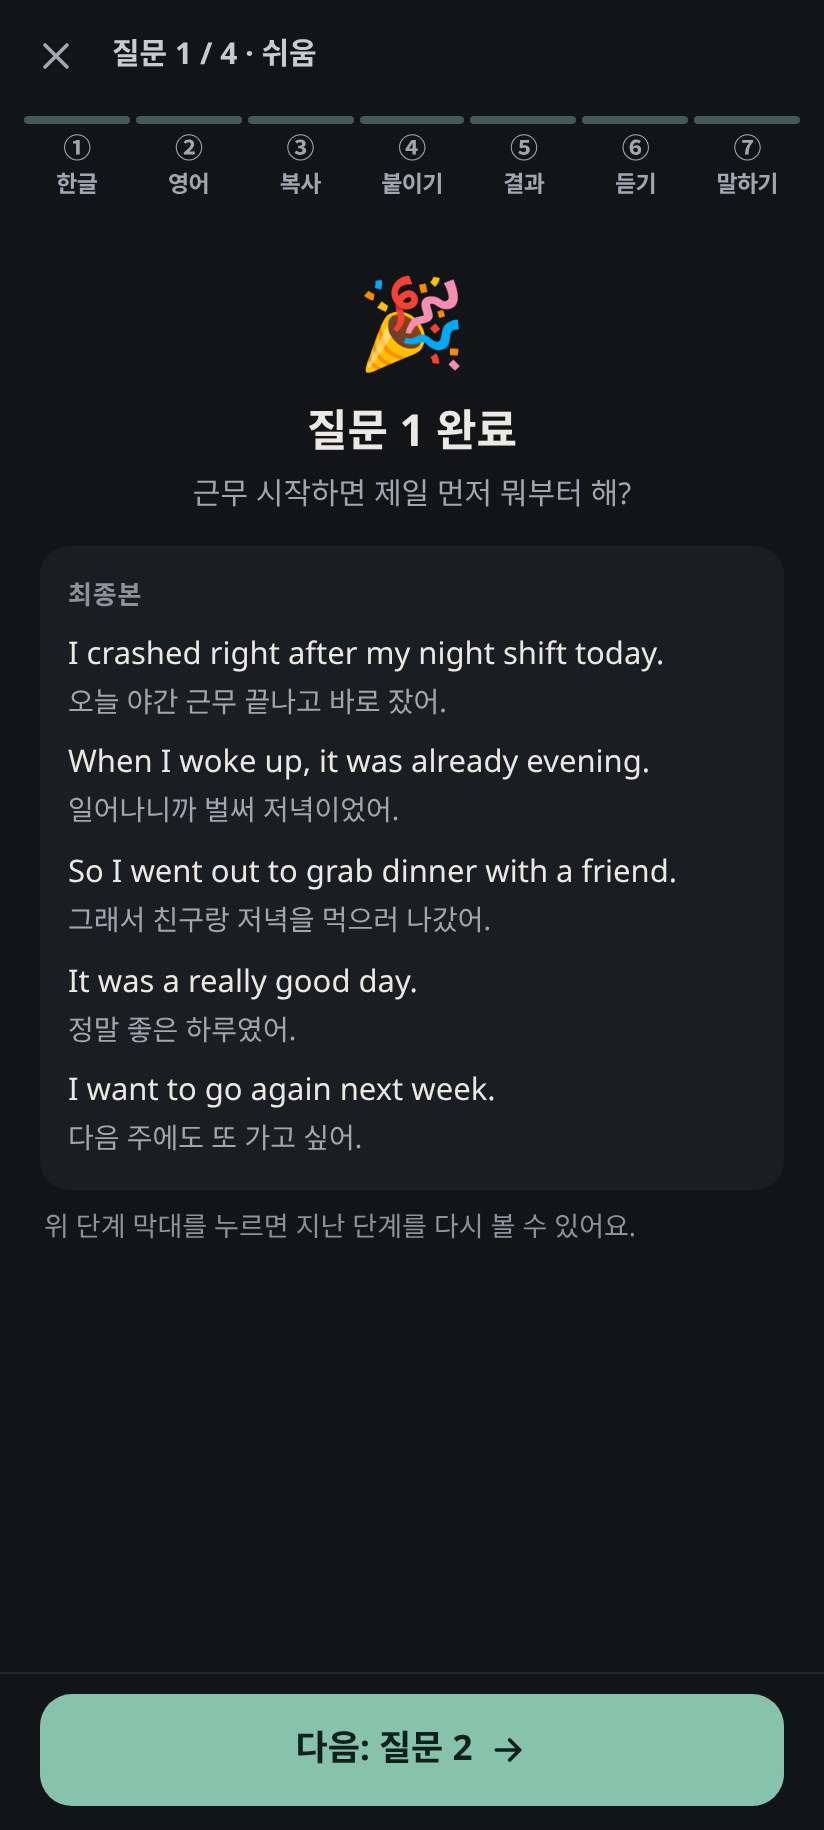 질문 1 / 4 · 쉬움
① ② ③ ④ ⑤ ⑥ ⑦
한글 영어 복사 붙이기 결과 듣기 말하기
질문 1 완료
근무 시작하면 제일 먼저 뭐부터 해?
최종본
I crashed right after my night shift today.
오늘 야간 근무 끝나고 바로 잤어.
When I woke up, it was already evening.
일어나니까 벌써 저녁이었어.
So I went out to grab dinner with a friend.
그래서 친구랑 저녁을 먹으러 나갔어.
It was a really good day.
정말 좋은 하루였어.
I want to go again next week.
다음 주에도 또 가고 싶어.
위 단계 막대를 누르면 지난 단계를 다시 볼 수 있어요.
다음: 질문 2 →